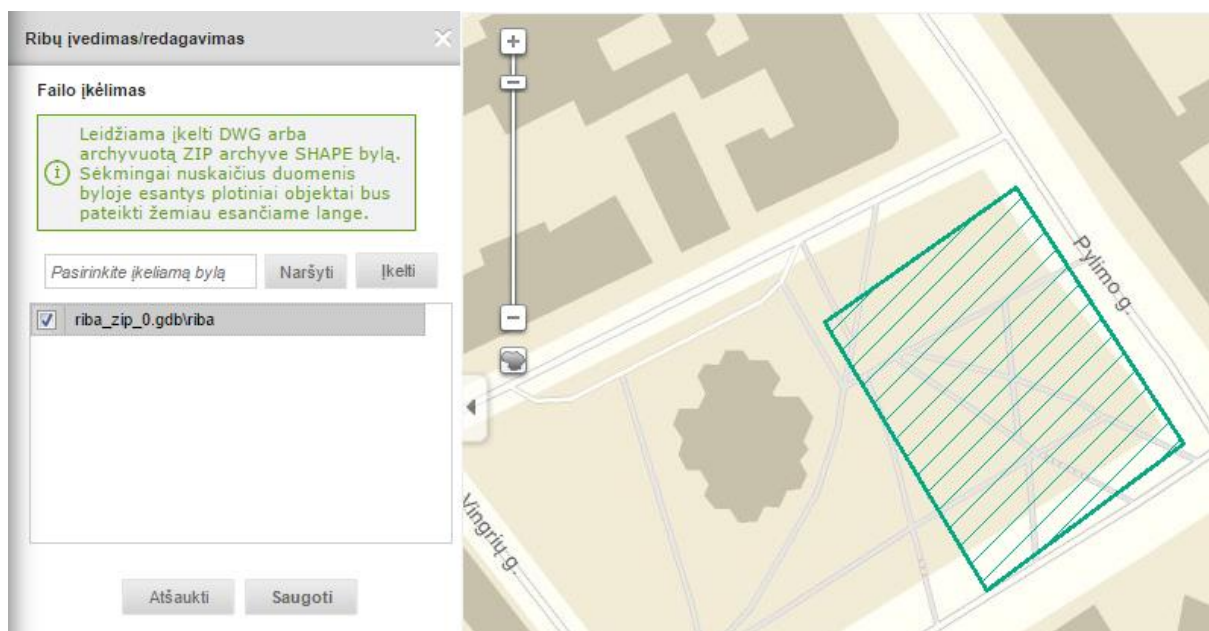 Ribų įvedimas/redagavimas
Failo įkėlimas
Leidžiama įkelti DWG arba
archyvuotą ZIP archyve SHAPE bylą.
Sėkmingai nuskaičius duomenis
byloje esantys plotiniai objektai bus
pateikti žemiau esančiame lange.
Pasirinkite įkeliamą bylą
Naršyti
Įkelti
riba_zip_0.gdb\riba
Atšaukti
Saugoti
Pylimo g.
Vingrių g.